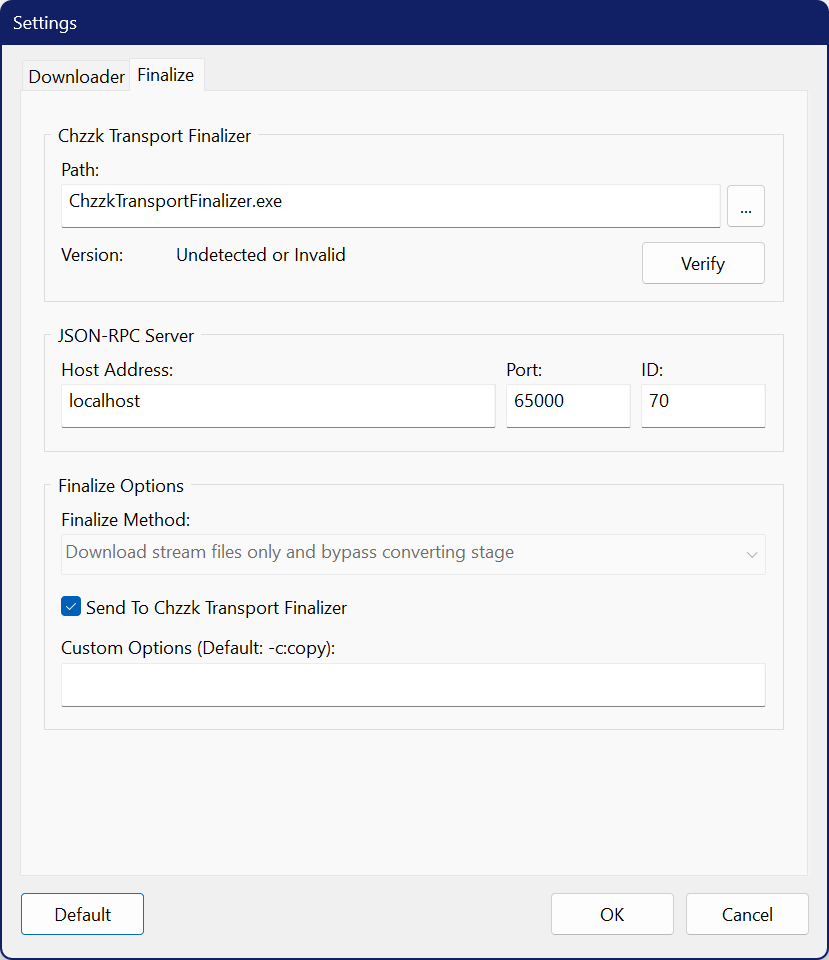 Settings
Downloader Finalize
Chzzk Transport Finalizer
Path:
ChzzkTransportFinalizer.exe ...
Version: Undetected or Invalid Verify
JSON-RPC Server
Host Address: Port: ID:
localhost 65000 70
Finalize Options
Finalize Method:
Download stream files only and bypass converting stage
Send To Chzzk Transport Finalizer
Custom Options (Default: -c:copy):
Default OK Cancel